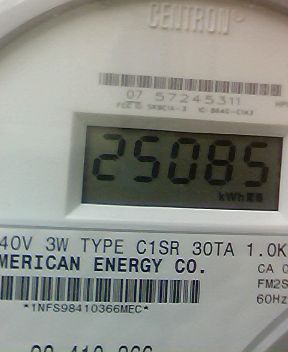 CENTRON®
07 57245311
25085
kWh
40V 3W TYPE C1SR 30TA 1.0K
MERICAN ENERGY CO.
CA 0
FM2S
60Hz
*1NFS98410366MEC*